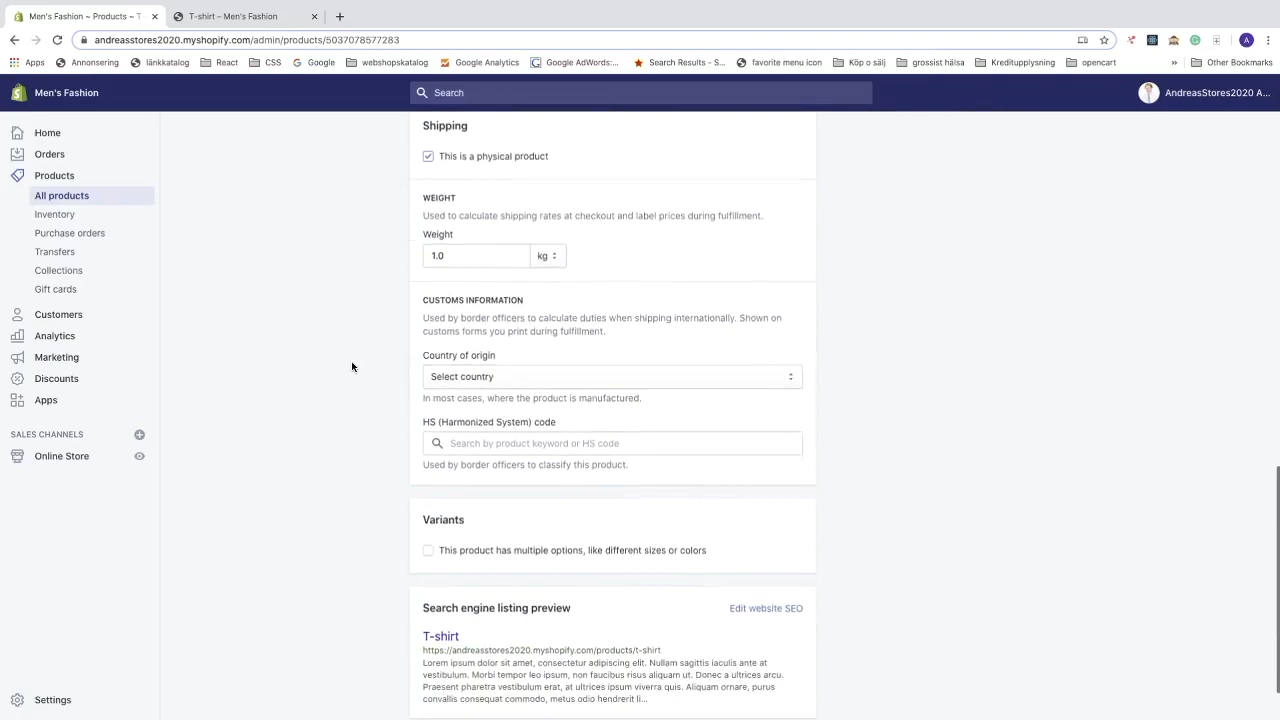 Men's Fashion ~ Products ~ T
T-shirt – Men's Fashion
andreasstores2020.myshopify.com/admin/products/5037078577283
A
Apps
Annonsering
länkkatalog
React
CSS
Google
webshopskatalog
Google Analytics
Google AdWords:...
Search Results - S...
favorite menu icon
Köp o sälj
grossist hälsa
Kreditupplysning
opencart
»
Other Bookmarks
Men's Fashion
Search
AndreasStores2020 A...
Home
Orders
Products
All products
Inventory
Purchase orders
Transfers
Collections
Gift cards
Customers
Analytics
Marketing
Discounts
Apps
SALES CHANNELS
Online Store
Settings
Shipping
This is a physical product
WEIGHT
Used to calculate shipping rates at checkout and label prices during fulfillment.
Weight
1.0
kg
CUSTOMS INFORMATION
Used by border officers to calculate duties when shipping internationally. Shown on
customs forms you print during fulfillment.
Country of origin
Select country
In most cases, where the product is manufactured.
HS (Harmonized System) code
Search by product keyword or HS code
Used by border officers to classify this product.
Variants
This product has multiple options, like different sizes or colors
Search engine listing preview
Edit website SEO
T-shirt
https://andreasstores2020.myshopify.com/products/t-shirt
Lorem ipsum dolor sit amet, consectetur adipiscing elit. Nullam sagittis iaculis ante at
vestibulum. Morbi tempor leo ipsum, non faucibus risus aliquam ut. Donec a ultrices arcu.
Praesent pharetra vestibulum erat, at ultrices ipsum viverra quis. Aliquam ornare, purus
convallis consequat commodo, metus odio hendrerit li...